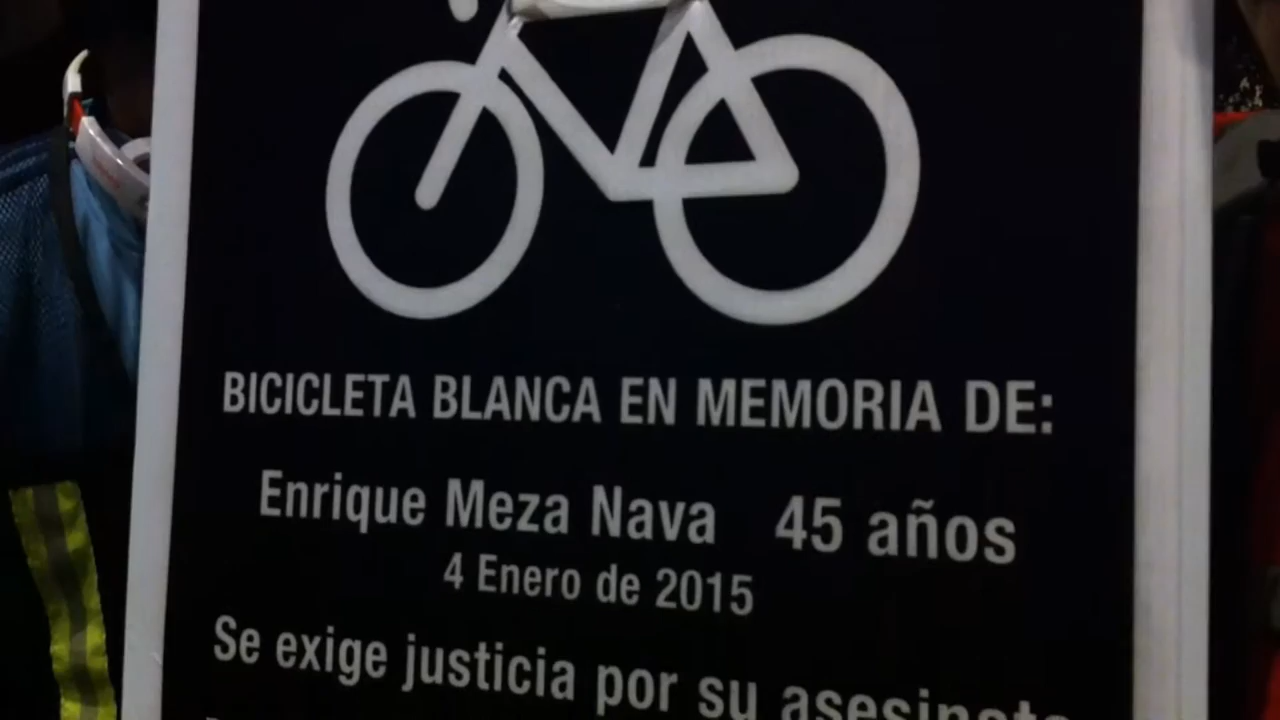 BICICLETA BLANCA EN MEMORIA DE:
Enrique Meza Nava 45 años
4 Enero de 2015
Se exige justicia por su asesinato